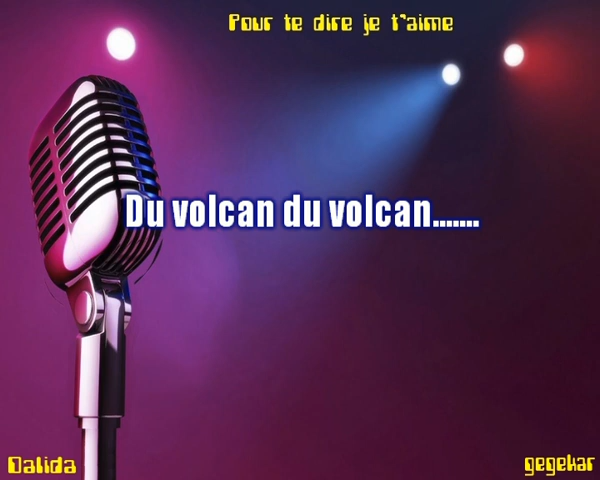 Pour te dire je t'aime
Du volcan du volcan.......
Dalida
gegekar